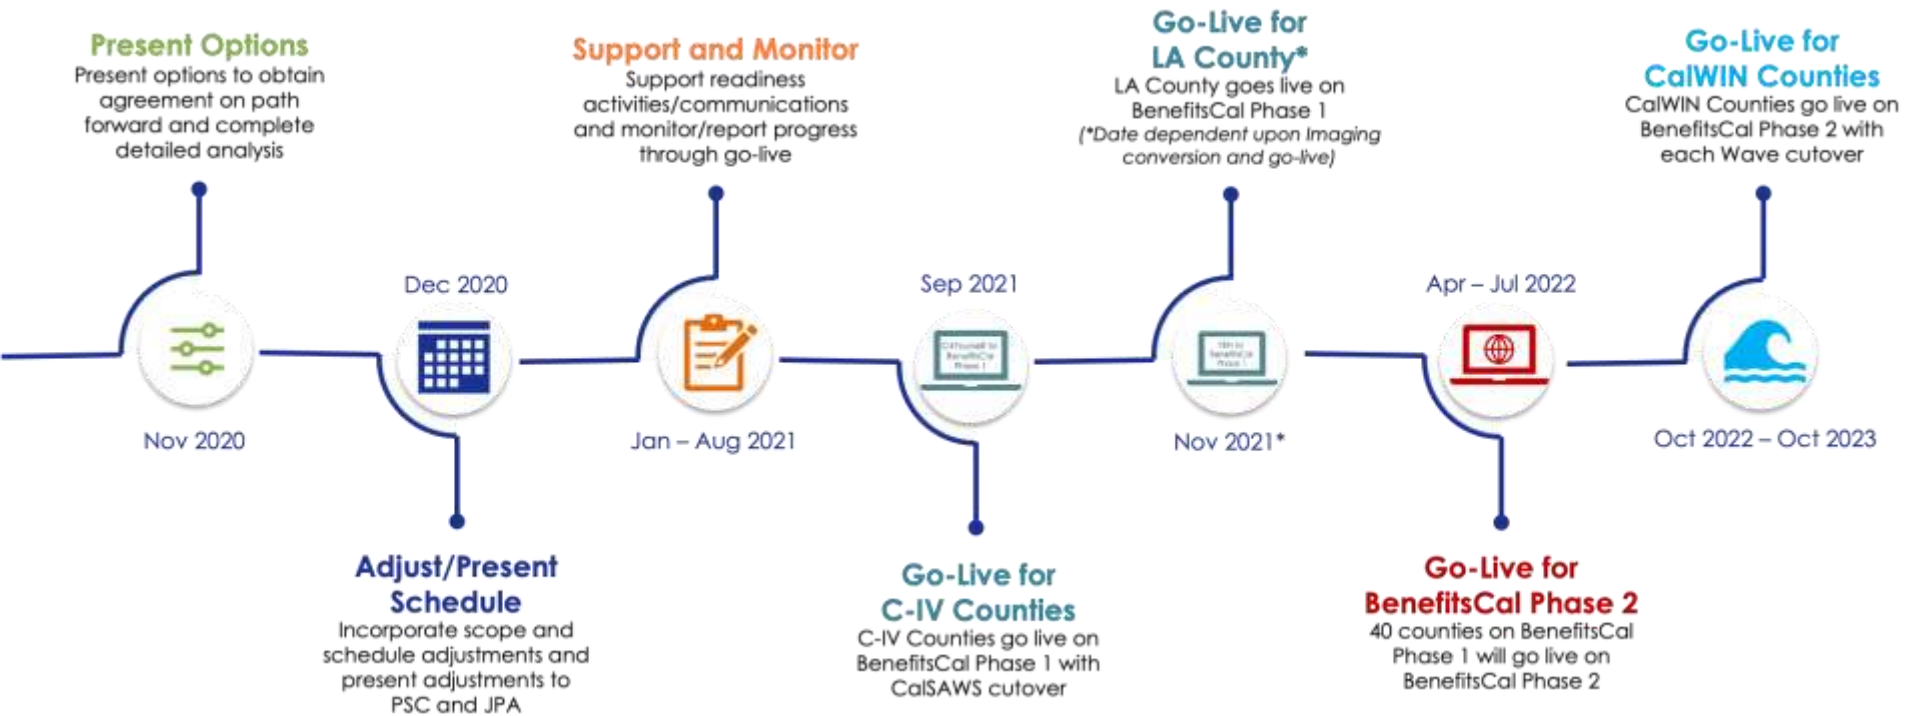 Present Options
Present options to obtain
agreement on path
forward and complete
detailed analysis
Nov 2020
Dec 2020
Adjust/Present
Schedule
Incorporate scope and
schedule adjustments and
present adjustments to
PSC and JPA
Support and Monitor
Support readiness
activities/communications
and monitor/report progress
through go-live
Jan – Aug 2021
Sep 2021
BenefitsCal
Phase 1
Go-Live for
C-IV Counties
C-IV Counties go live on
BenefitsCal Phase 1 with
CalSAWS cutover
Go-Live for
LA County*
LA County goes live on
BenefitsCal Phase 1
(*Date dependent upon Imaging
conversion and go-live)
BenefitsCal
Phase 1
Nov 2021*
Apr – Jul 2022
Go-Live for
BenefitsCal Phase 2
40 counties on BenefitsCal
Phase 1 will go live on
BenefitsCal Phase 2
Go-Live for
CalWIN Counties
CalWIN Counties go live on
BenefitsCal Phase 2 with
each Wave cutover
Oct 2022 – Oct 2023